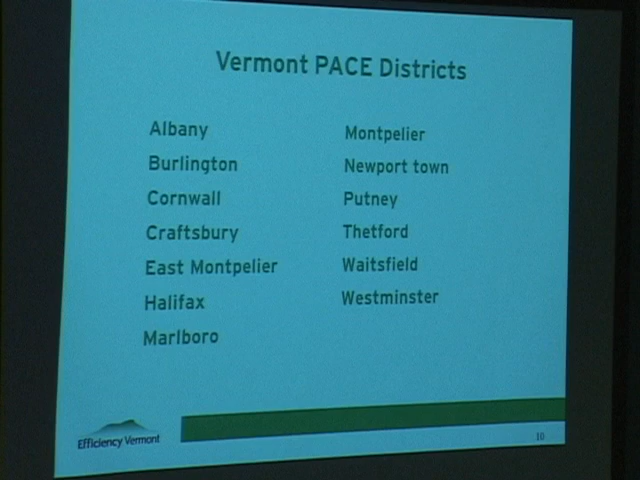 Vermont PACE Districts
Albany
Burlington
Cornwall
Craftsbury
East Montpelier
Halifax
Marlboro
Montpelier
Newport town
Putney
Thetford
Waitsfield
Westminster
Efficiency Vermont
10